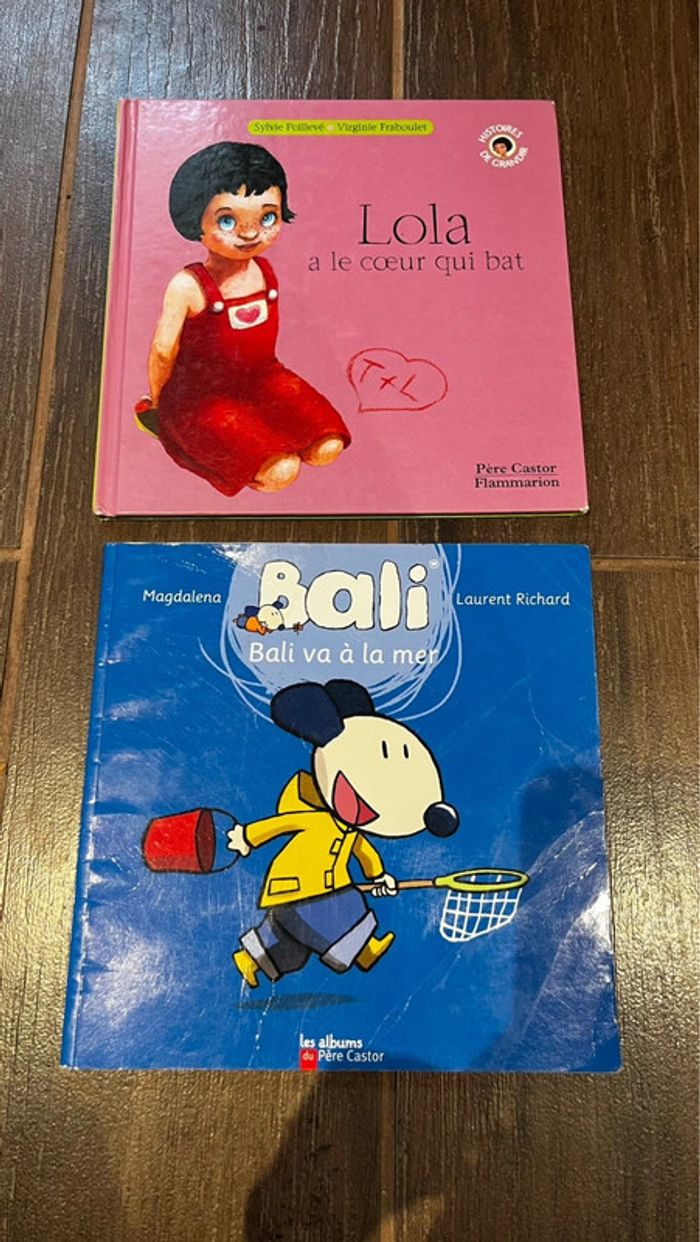 Sylvie Poillevé • Virginie Fraboulet
HISTOIRES
DE GRANDIR
Lola
a le cœur qui bat
T x L
Père Castor
Flammarion
Magdalena
Bali™
Laurent Richard
Bali va à la mer
les albums
du Père Castor